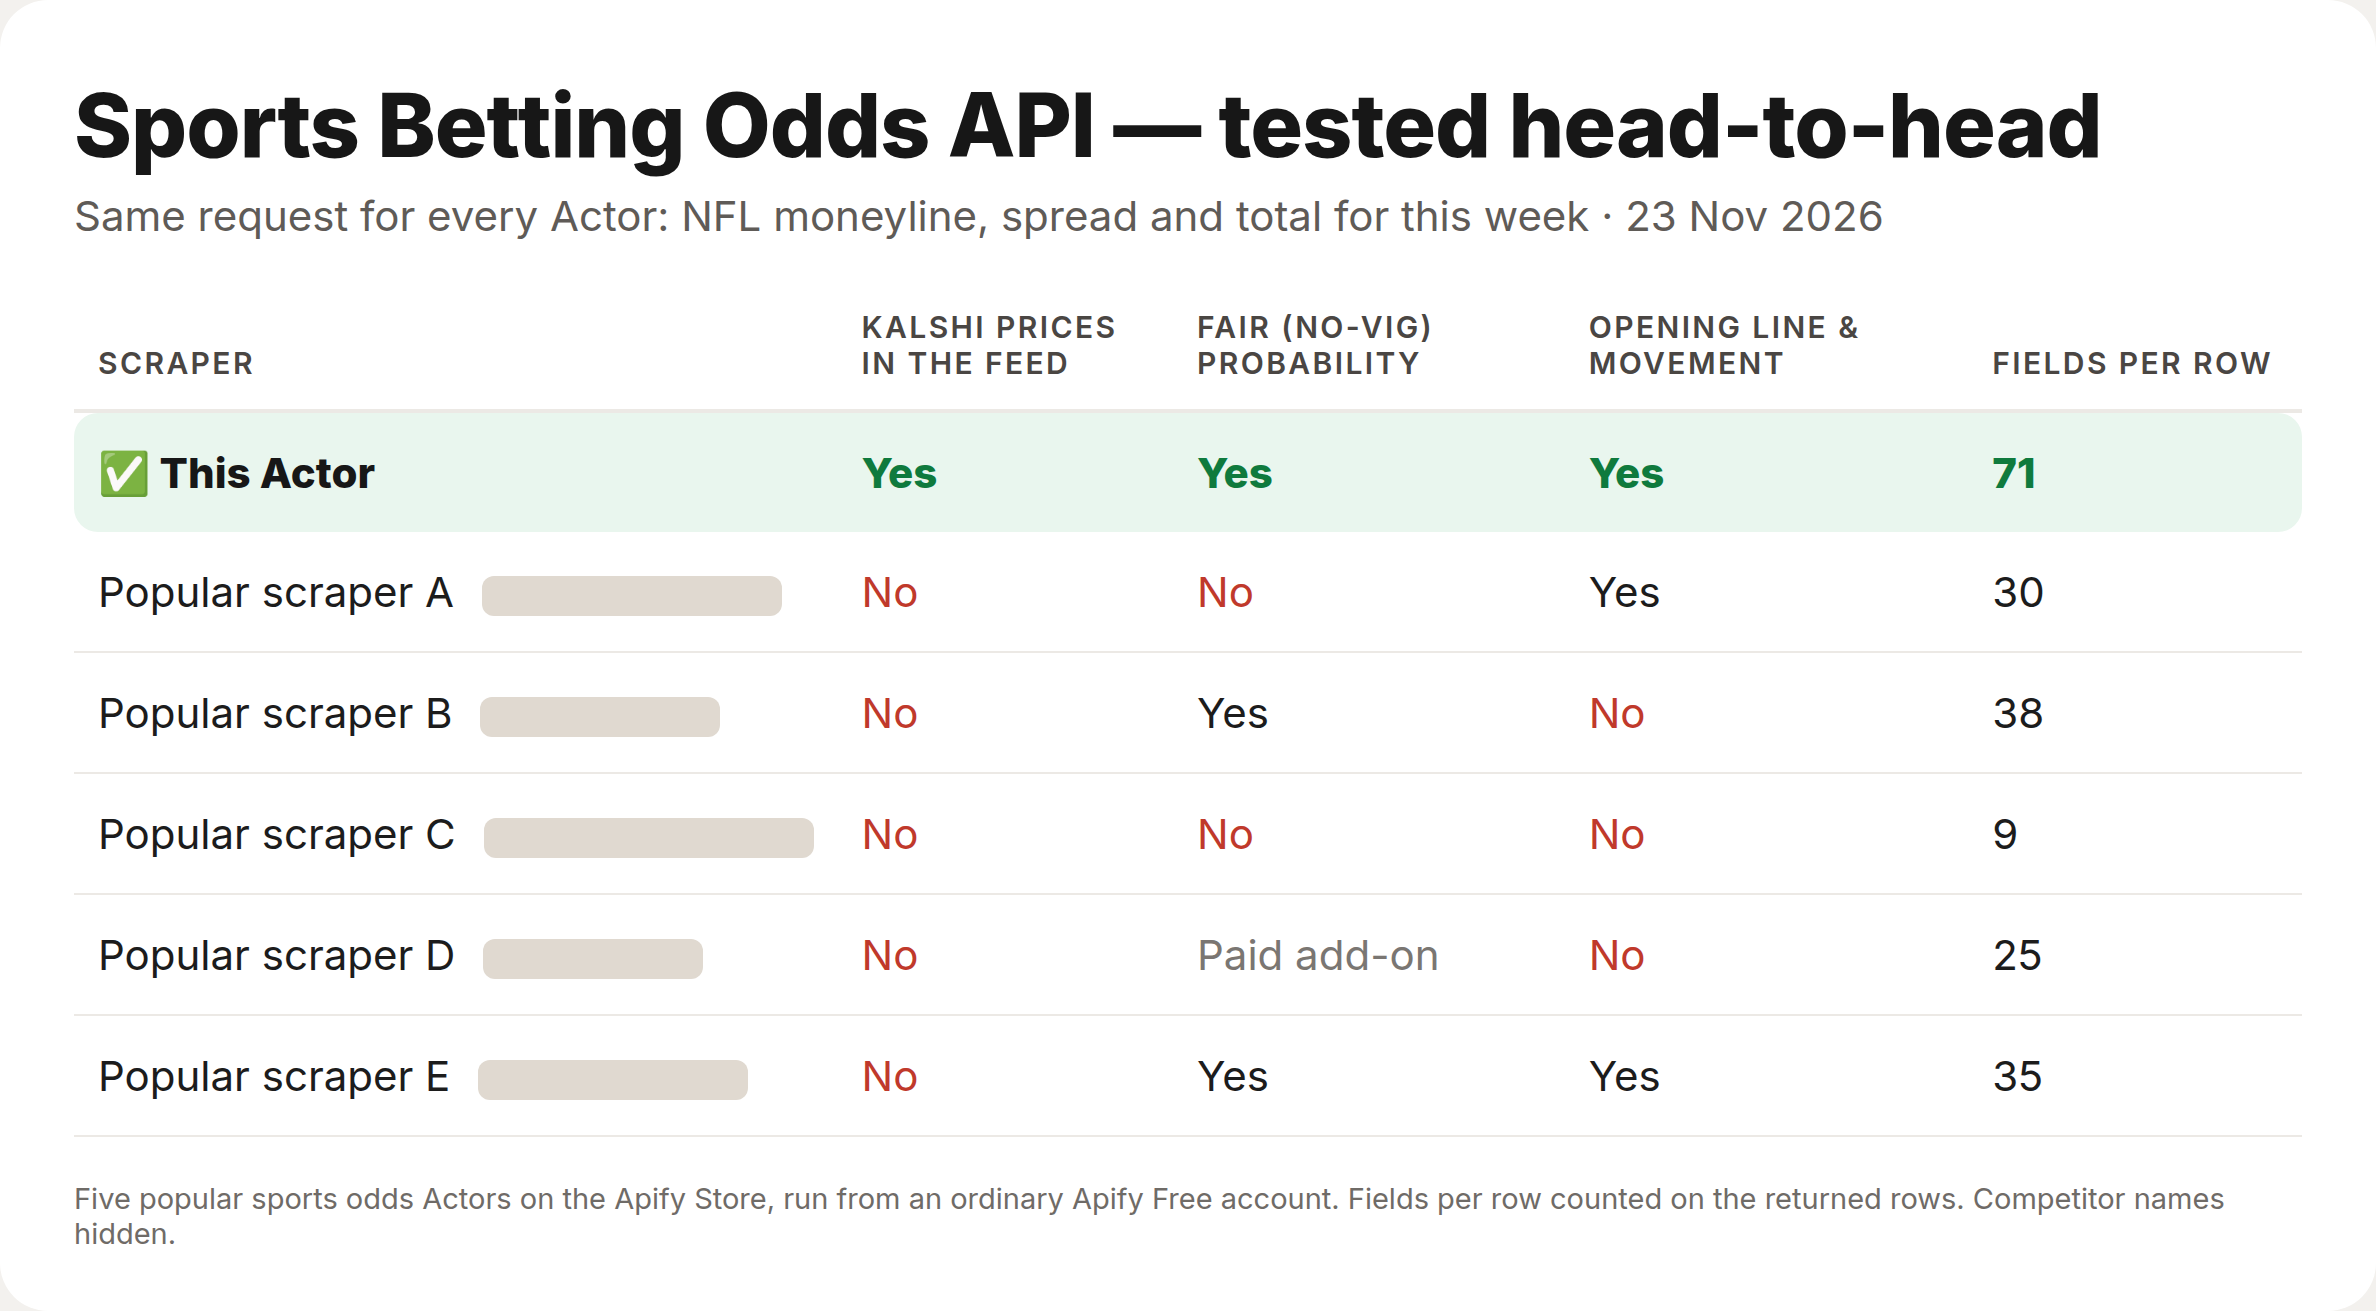 Sports Betting Odds API — tested head-to-head
Same request for every Actor: NFL moneyline, spread and total for this week · 23 Nov 2026
SCRAPER
KALSHI PRICES
IN THE FEED
FAIR (NO-VIG)
PROBABILITY
OPENING LINE &
MOVEMENT
FIELDS PER ROW
✅ This Actor Yes Yes Yes 71
Popular scraper A No No Yes 30
Popular scraper B No Yes No 38
Popular scraper C No No No 9
Popular scraper D No Paid add-on No 25
Popular scraper E No Yes Yes 35
Five popular sports odds Actors on the Apify Store, run from an ordinary Apify Free account. Fields per row counted on the returned rows. Competitor names
hidden.